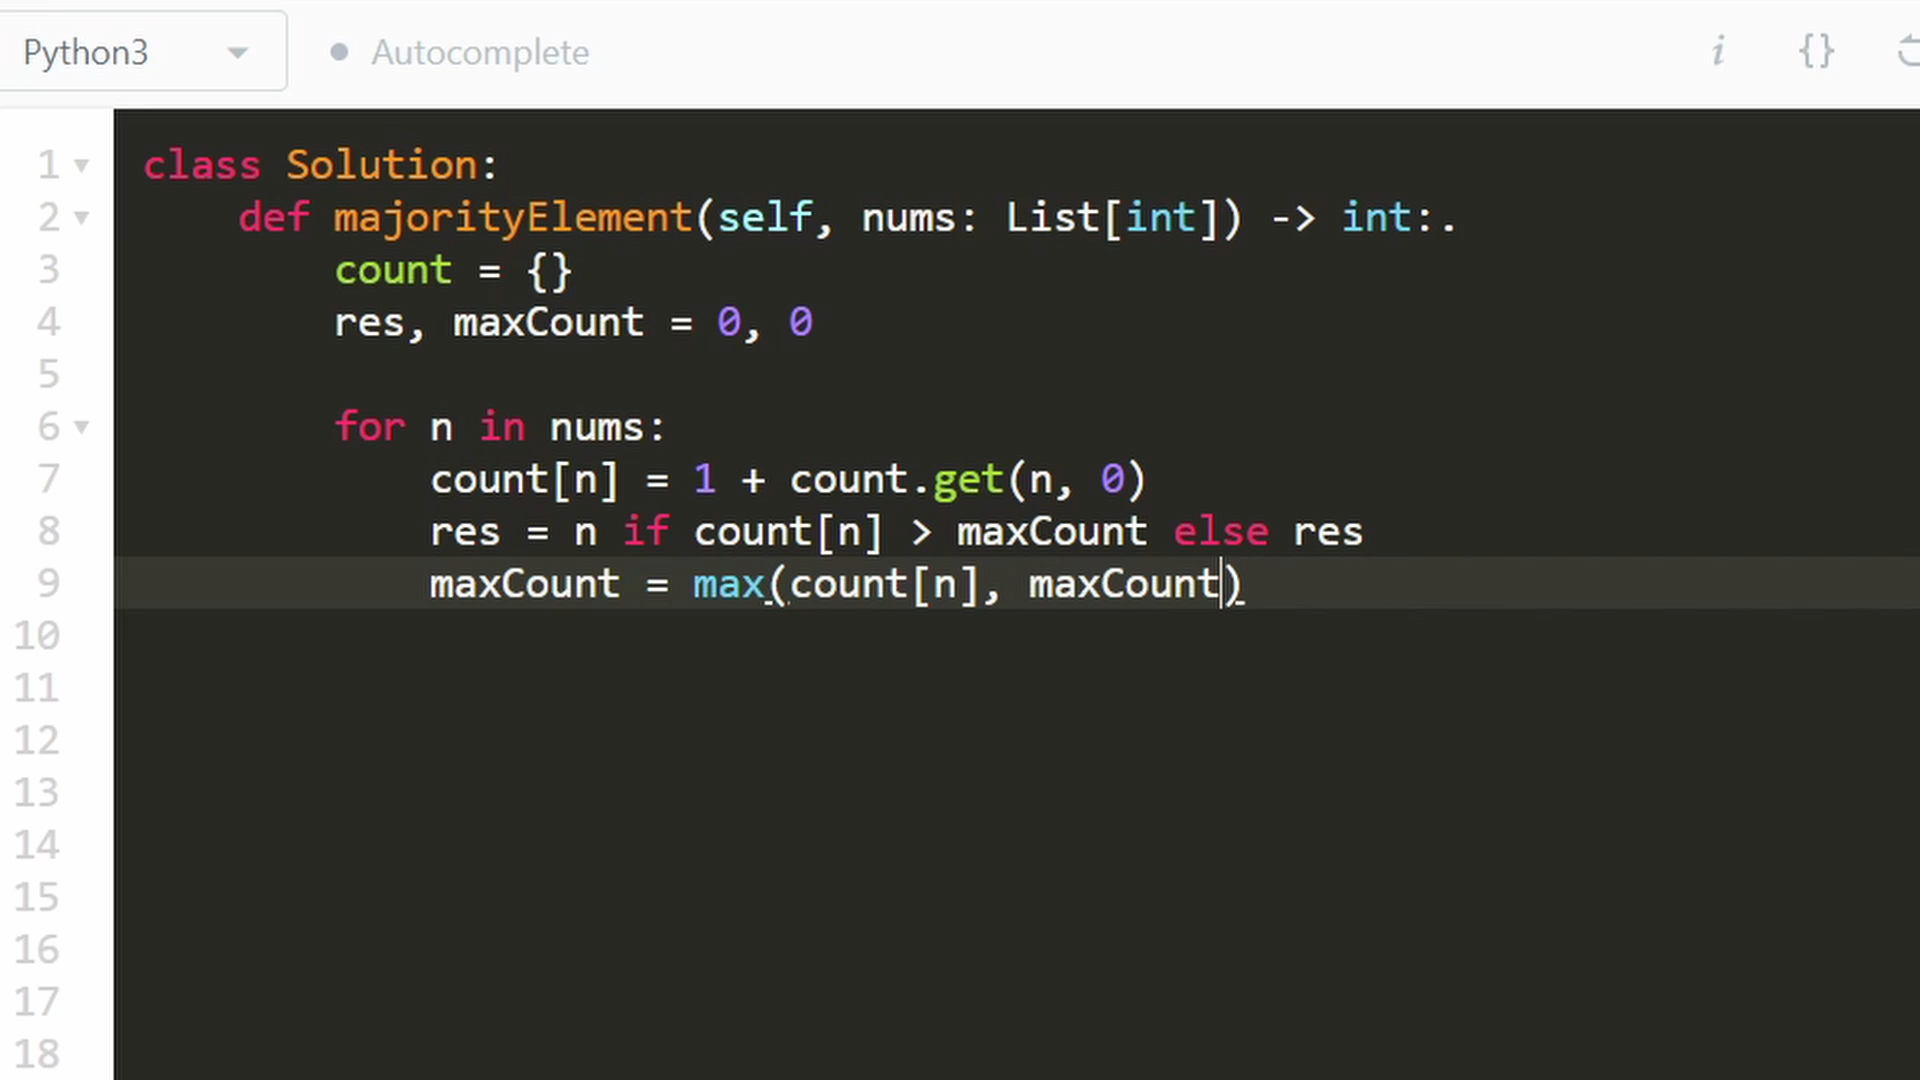 Python3 Autocomplete i {}
1 class Solution:
2 def majorityElement(self, nums: List[int]) -> int:.
3 count = {}
4 res, maxCount = 0, 0
5
6 for n in nums:
7 count[n] = 1 + count.get(n, 0)
8 res = n if count[n] > maxCount else res
9 maxCount = max(count[n], maxCount)
10
11
12
13
14
15
16
17
18